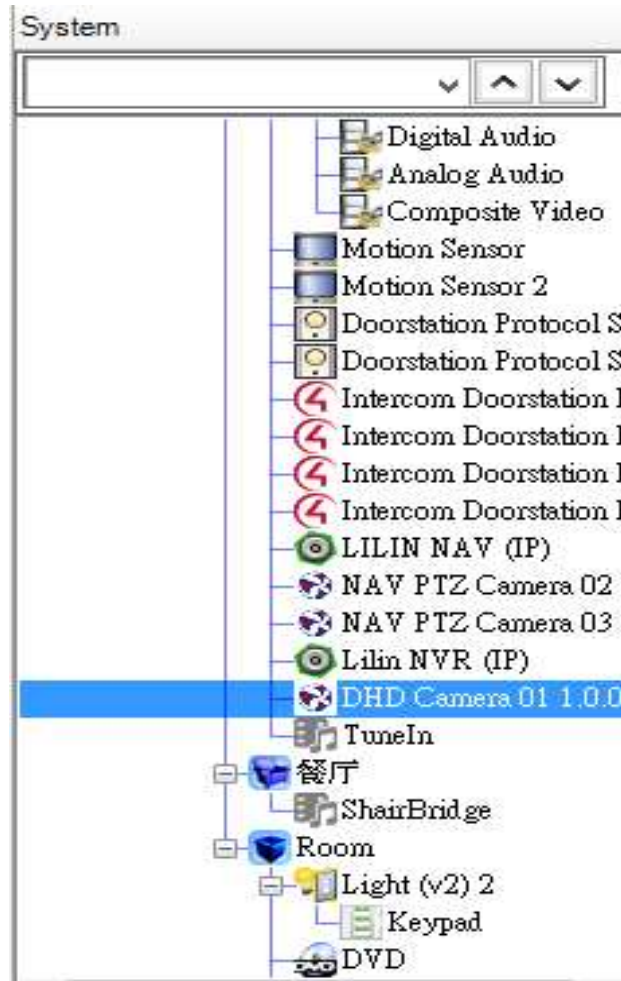 System
Digital Audio
Analog Audio
Composite Video
Motion Sensor
Motion Sensor 2
Doorstation Protocol S
Doorstation Protocol S
Intercom Doorstation
Intercom Doorstation
Intercom Doorstation
Intercom Doorstation
LILIN NAV (IP)
NAV PTZ Camera 02
NAV PTZ Camera 03
Lilin NVR (IP)
DHD Camera 01 1.0.0
TuneIn
餐厅
ShairBridge
Room
Light (v2) 2
Keypad
DVD